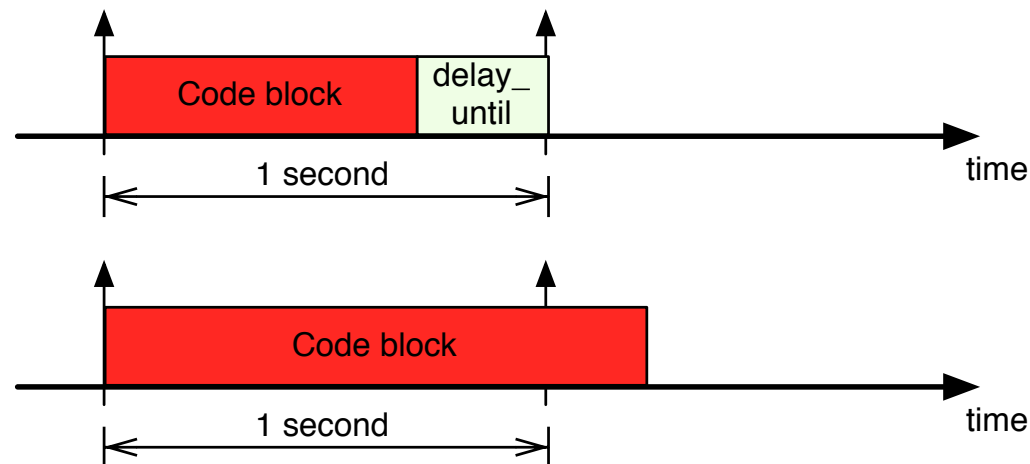 Code block
delay_
until
1 second
time
Code block
1 second
time